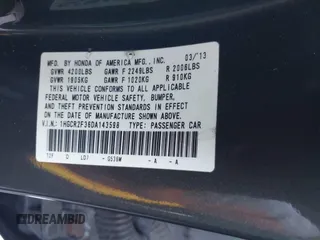 MFD. BY HONDA OF AMERICA MFG., INC. 03/13
GVWR 4200LBS GAWR F 2249LBS R 2006LBS
GVWR 1905KG GAWR F 1020KG R 910KG
THIS VEHICLE CONFORMS TO ALL APPLICABLE
FEDERAL MOTOR VEHICLE SAFETY, BUMPER,
AND THEFT PREVENTION STANDARDS IN EFFECT ON
THE DATE OF MANUFACTURE SHOWN ABOVE.
V.I.N.: 1HGCR2F36DA143598 TYPE: PASSENGER CAR
-A -A
DREAMBID